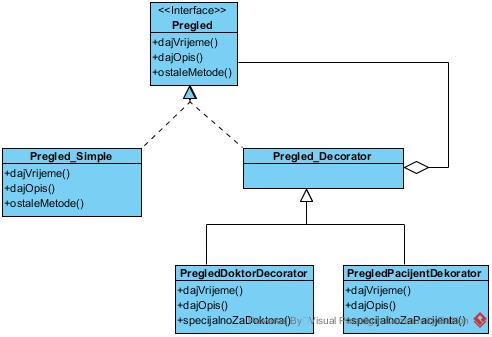 <<Interface>>
Pregled
+dajVrijeme()
+dajOpis()
+ostaleMetode()
Pregled_Simple
+dajVrijeme()
+dajOpis()
+ostaleMetode()
Pregled_Decorator
PregledDoktorDecorator
+dajVrijeme()
+dajOpis()
+specijalnoZaDoktora()
PregledPacijentDekorator
+dajVrijeme()
+dajOpis()
+specijalnoZaPacijenta()